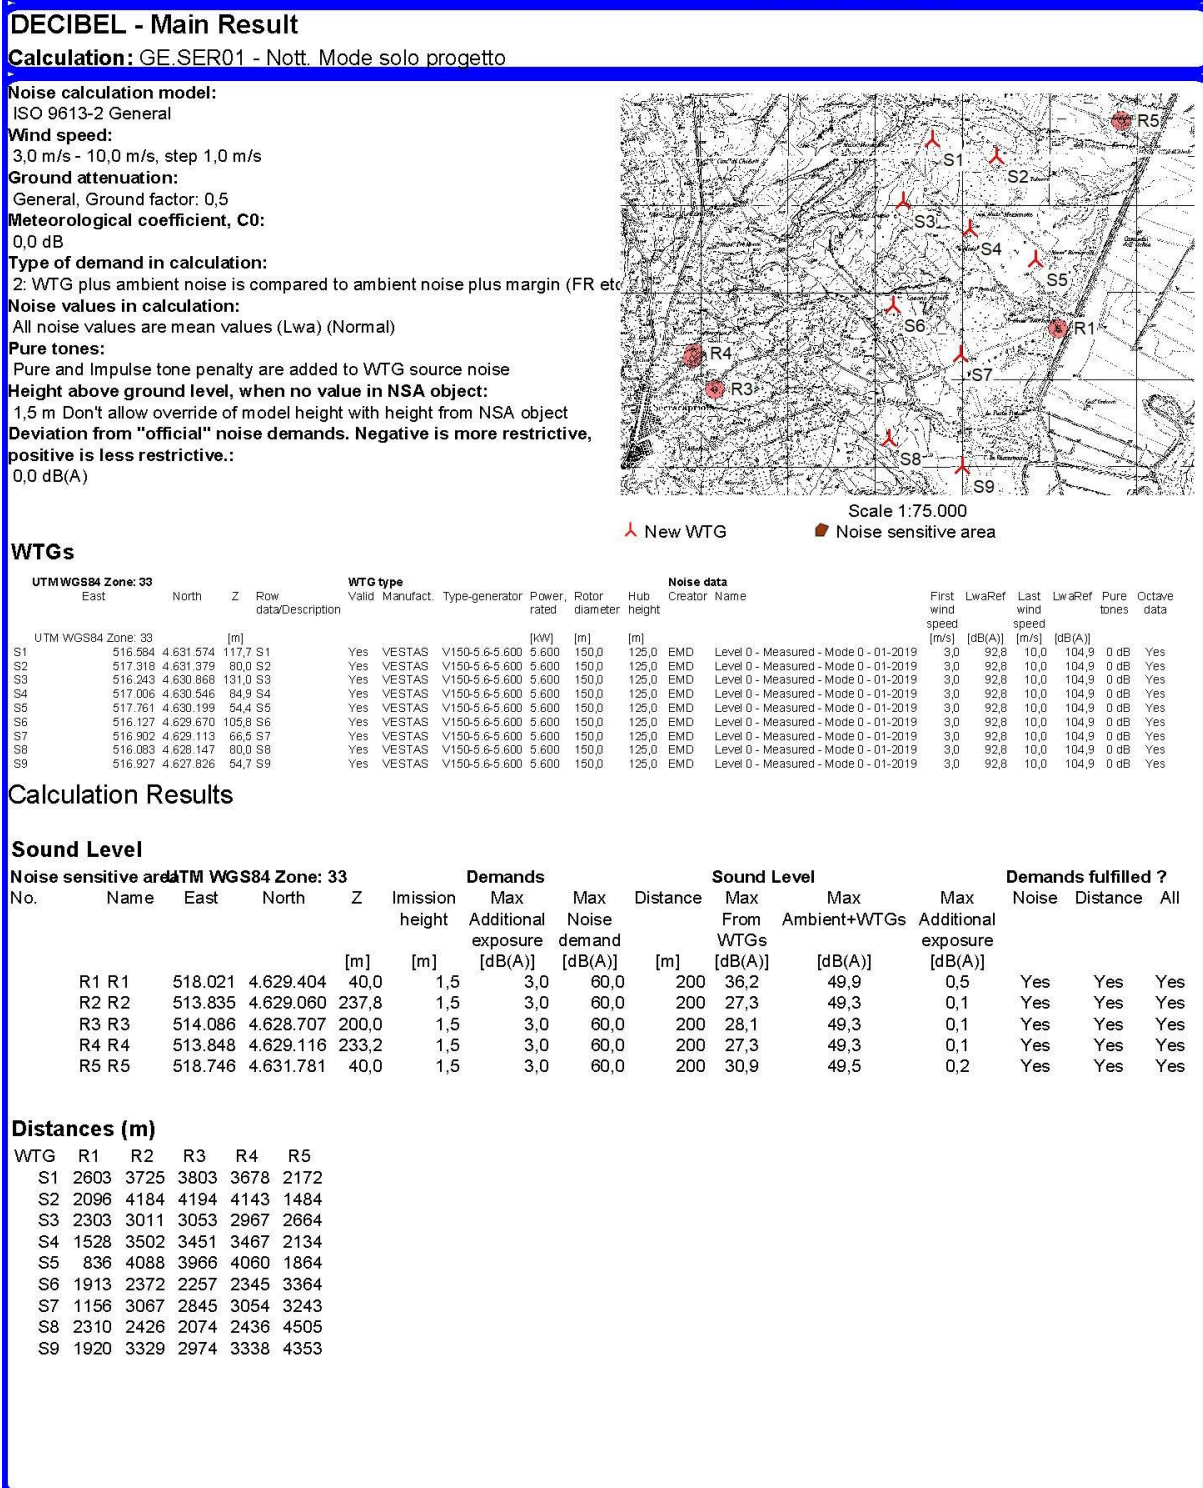 DECIBEL - Main Result
Calculation: GE.SER01 - Nott. Mode solo progetto
Noise calculation model:
ISO 9613-2 General
Wind speed:
3,0 m/s - 10,0 m/s, step 1,0 m/s
Ground attenuation:
General, Ground factor: 0,5
Meteorological coefficient, C0:
0,0 dB
Type of demand in calculation:
2: WTG plus ambient noise is compared to ambient noise plus margin (FR etc
Noise values in calculation:
All noise values are mean values (Lwa) (Normal)
Pure tones:
Pure and Impulse tone penalty are added to WTG source noise
Height above ground level, when no value in NSA object:
1,5 m Don't allow override of model height with height from NSA object
Deviation from "official" noise demands. Negative is more restrictive,
positive is less restrictive.:
0,0 dB(A)
R5
S1
S2
S3
S4
S5
S6
R1
R4
S7
R3
S8
S9
Scale 1:75.000
New WTG Noise sensitive area
WTGs
UTM WGS84 Zone: 33 WTG type Noise data
East North Z Row Valid Manufact. Type-generator Power, Rotor Hub Creator Name First LwaRef Last LwaRef Pure Octave
data/Description rated diameter height wind wind tones data
speed speed
UTM WGS84 Zone: 33 [m] [kW] [m] [m] [m/s] [dB(A)] [m/s] [dB(A)]
S1 516.584 4.631.574 117,7 S1 Yes VESTAS V150-5.6-5.600 5.600 150,0 125,0 EMD Level 0 - Measured - Mode 0 - 01-2019 3,0 92,8 10,0 104,9 0 dB Yes
S2 517.318 4.631.379 80,0 S2 Yes VESTAS V150-5.6-5.600 5.600 150,0 125,0 EMD Level 0 - Measured - Mode 0 - 01-2019 3,0 92,8 10,0 104,9 0 dB Yes
S3 516.243 4.630.868 131,0 S3 Yes VESTAS V150-5.6-5.600 5.600 150,0 125,0 EMD Level 0 - Measured - Mode 0 - 01-2019 3,0 92,8 10,0 104,9 0 dB Yes
S4 517.006 4.630.546 84,9 S4 Yes VESTAS V150-5.6-5.600 5.600 150,0 125,0 EMD Level 0 - Measured - Mode 0 - 01-2019 3,0 92,8 10,0 104,9 0 dB Yes
S5 517.761 4.630.199 54,4 S5 Yes VESTAS V150-5.6-5.600 5.600 150,0 125,0 EMD Level 0 - Measured - Mode 0 - 01-2019 3,0 92,8 10,0 104,9 0 dB Yes
S6 516.127 4.629.670 105,8 S6 Yes VESTAS V150-5.6-5.600 5.600 150,0 125,0 EMD Level 0 - Measured - Mode 0 - 01-2019 3,0 92,8 10,0 104,9 0 dB Yes
S7 516.902 4.629.113 66,5 S7 Yes VESTAS V150-5.6-5.600 5.600 150,0 125,0 EMD Level 0 - Measured - Mode 0 - 01-2019 3,0 92,8 10,0 104,9 0 dB Yes
S8 516.083 4.628.147 80,0 S8 Yes VESTAS V150-5.6-5.600 5.600 150,0 125,0 EMD Level 0 - Measured - Mode 0 - 01-2019 3,0 92,8 10,0 104,9 0 dB Yes
S9 516.927 4.627.826 54,7 S9 Yes VESTAS V150-5.6-5.600 5.600 150,0 125,0 EMD Level 0 - Measured - Mode 0 - 01-2019 3,0 92,8 10,0 104,9 0 dB Yes
Calculation Results
Sound Level
Noise sensitive area UTM WGS84 Zone: 33 Demands Sound Level Demands fulfilled ?
No. Name East North Z Imission Max Max Distance Max Max Max Noise Distance All
height Additional Noise From Ambient+WTGs Additional
exposure demand WTGs exposure
[m] [m] [dB(A)] [dB(A)] [m] [dB(A)] [dB(A)] [dB(A)]
R1 R1 518.021 4.629.404 40,0 1,5 3,0 60,0 200 36,2 49,9 0,5 Yes Yes Yes
R2 R2 513.835 4.629.060 237,8 1,5 3,0 60,0 200 27,3 49,3 0,1 Yes Yes Yes
R3 R3 514.086 4.628.707 200,0 1,5 3,0 60,0 200 28,1 49,3 0,1 Yes Yes Yes
R4 R4 513.848 4.629.116 233,2 1,5 3,0 60,0 200 27,3 49,3 0,1 Yes Yes Yes
R5 R5 518.746 4.631.781 40,0 1,5 3,0 60,0 200 30,9 49,5 0,2 Yes Yes Yes
Distances (m)
WTG R1 R2 R3 R4 R5
S1 2603 3725 3803 3678 2172
S2 2096 4184 4194 4143 1484
S3 2303 3011 3053 2967 2664
S4 1528 3502 3451 3467 2134
S5 836 4088 3966 4060 1864
S6 1913 2372 2257 2345 3364
S7 1156 3067 2845 3054 3243
S8 2310 2426 2074 2436 4505
S9 1920 3329 2974 3338 4353